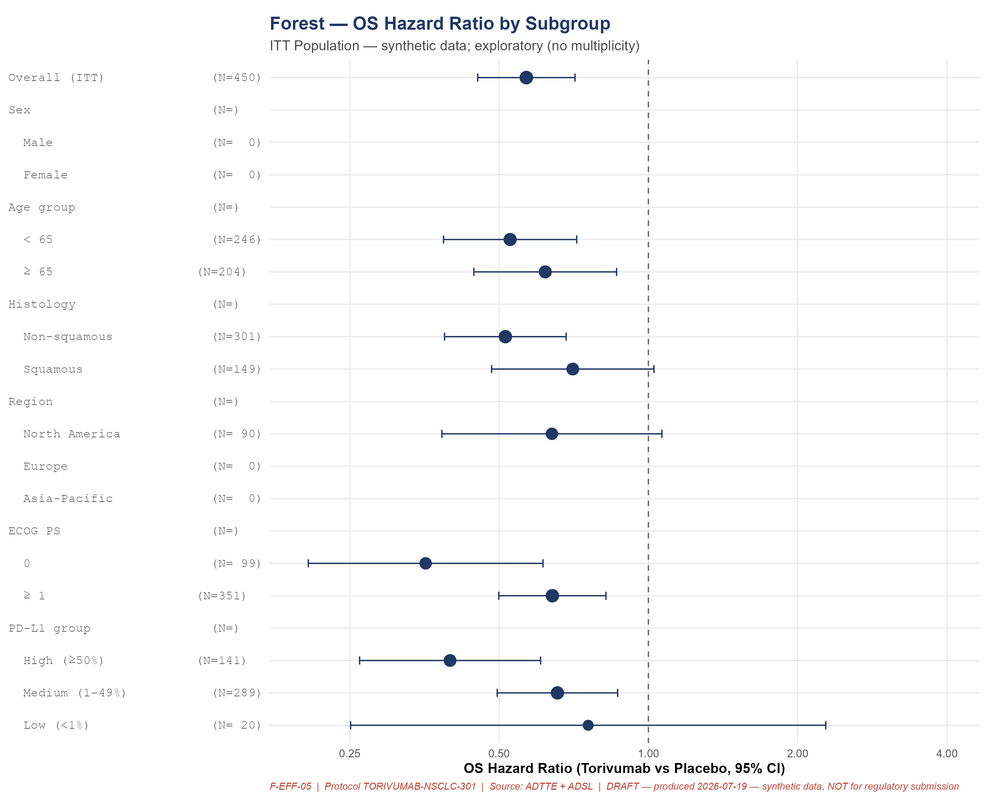 Forest — OS Hazard Ratio by Subgroup
ITT Population — synthetic data; exploratory (no multiplicity)
Overall (ITT) (N=450)
Sex (N=)
Male (N=  0)
Female (N=  0)
Age group (N=)
< 65 (N=246)
≥ 65 (N=204)
Histology (N=)
Non-squamous (N=301)
Squamous (N=149)
Region (N=)
North America (N= 90)
Europe (N=  0)
Asia-Pacific (N=  0)
ECOG PS (N=)
0 (N= 99)
≥ 1 (N=351)
PD-L1 group (N=)
High (≥50%) (N=141)
Medium (1-49%) (N=289)
Low (<1%) (N= 20)
0.25 0.50 1.00 2.00 4.00
OS Hazard Ratio (Torivumab vs Placebo, 95% CI)
F-EFF-05 | Protocol TORIVUMAB-NSCLC-301 | Source: ADTTE + ADSL | DRAFT — produced 2026-07-19 — synthetic data, NOT for regulatory submission